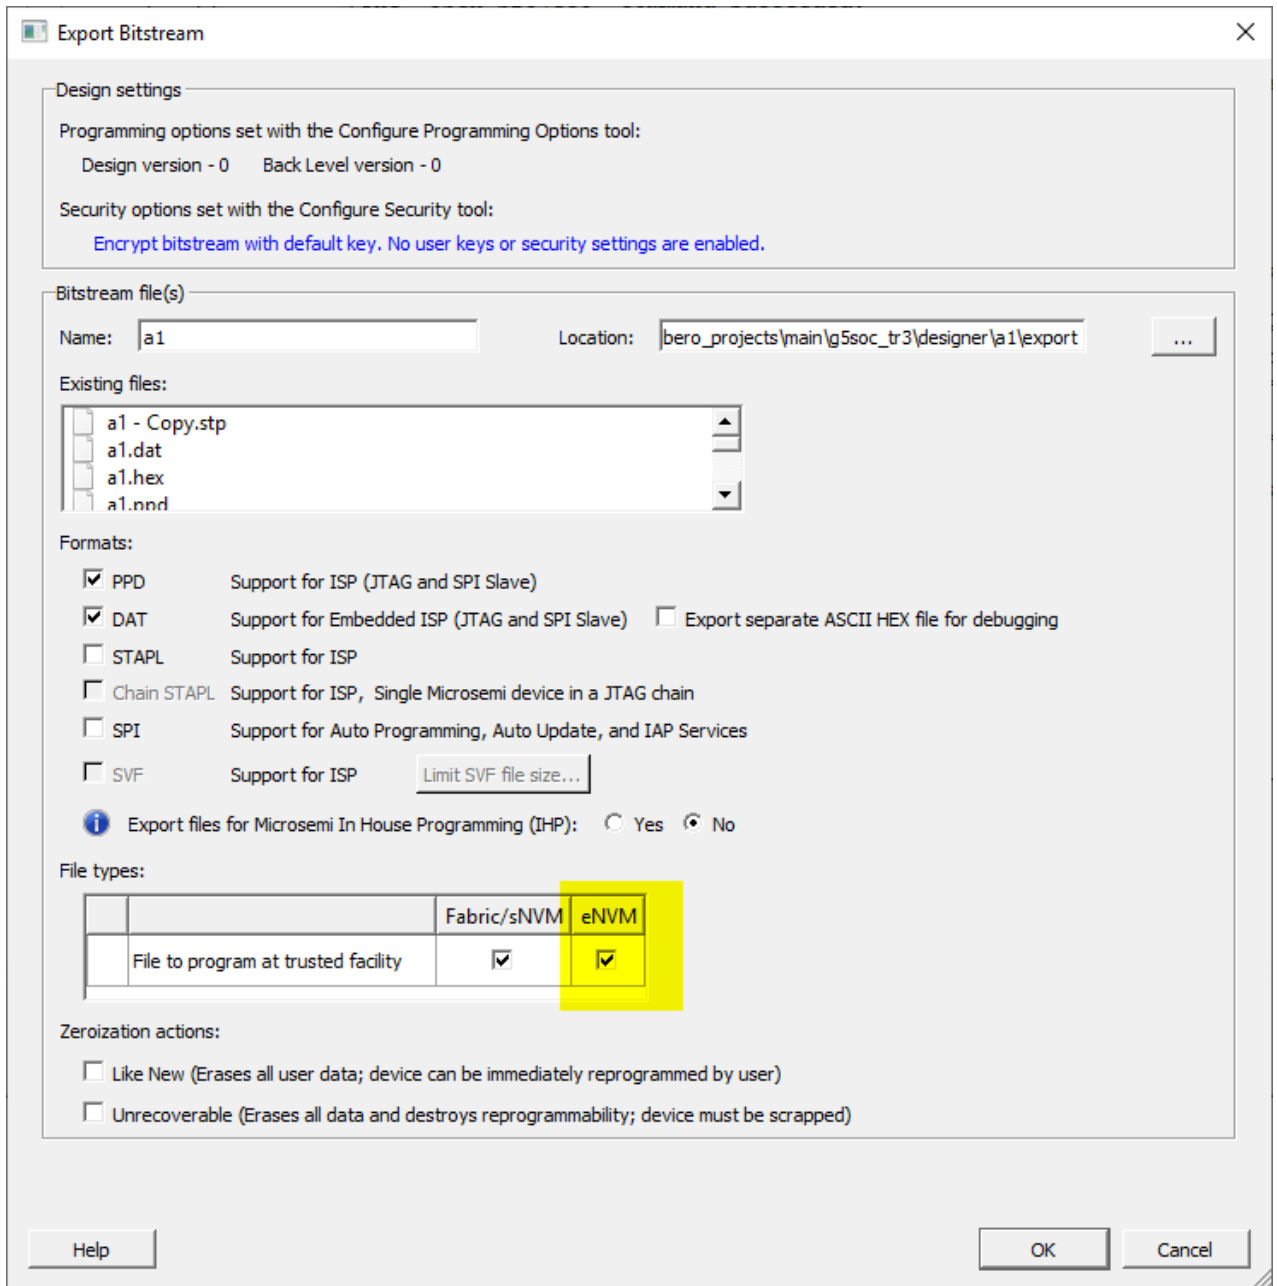 Export Bitstream
Design settings
Programming options set with the Configure Programming Options tool:
Design version - 0 Back Level version - 0
Security options set with the Configure Security tool:
Encrypt bitstream with default key. No user keys or security settings are enabled.
Bitstream file(s)
Name: a1 Location: bero_projects\main\g5soc_tr3\designer\a1\export ...
Existing files:
a1 - Copy.stp
a1.dat
a1.hex
a1.ppd
Formats:
PPD Support for ISP (JTAG and SPI Slave)
DAT Support for Embedded ISP (JTAG and SPI Slave) Export separate ASCII HEX file for debugging
STAPL Support for ISP
Chain STAPL Support for ISP, Single Microsemi device in a JTAG chain
SPI Support for Auto Programming, Auto Update, and IAP Services
SVF Support for ISP Limit SVF file size...
Export files for Microsemi In House Programming (IHP): Yes No
File types:
Fabric/sNVM eNVM
File to program at trusted facility
Zeroization actions:
Like New (Erases all user data; device can be immediately reprogrammed by user)
Unrecoverable (Erases all data and destroys reprogrammability; device must be scrapped)
Help OK Cancel